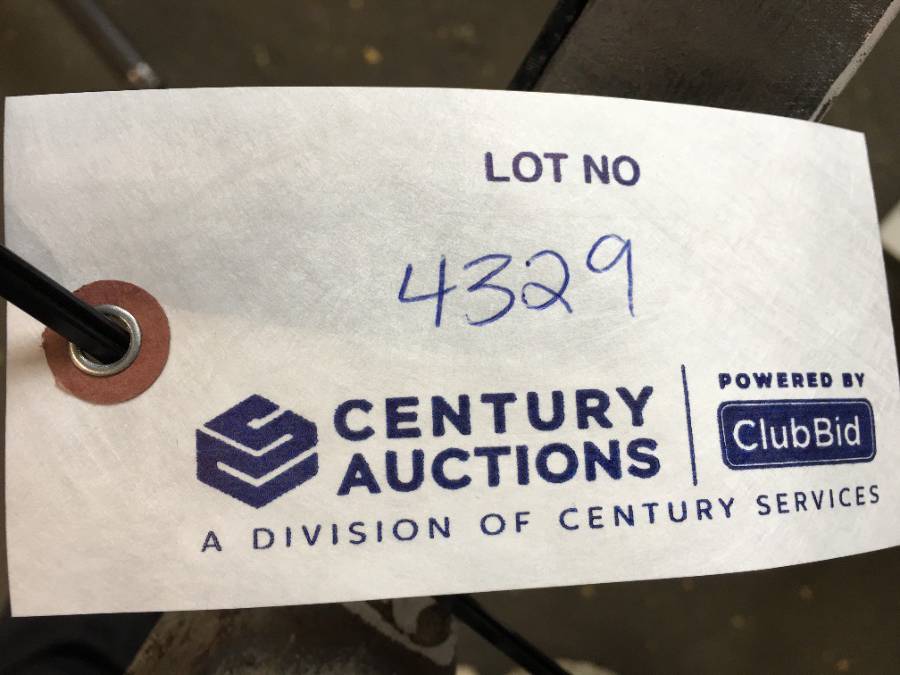 LOT NO
4329
CENTURY
AUCTIONS
POWERED BY
ClubBid
A DIVISION OF CENTURY SERVICES